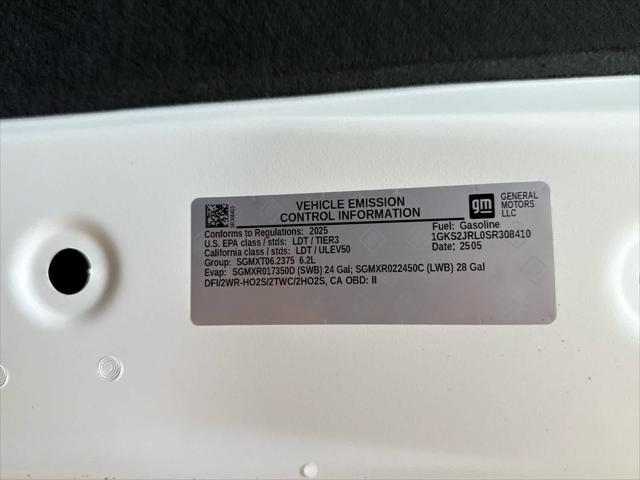 VEHICLE EMISSION
CONTROL INFORMATION
gm
GENERAL
MOTORS
LLC
Conforms to Regulations: 2025
Fuel: Gasoline
U.S. EPA class / stds: LDT / TIER3
1GKS2JRL0SR308410
California class / stds: LDT / ULEV50
Date: 25 05
Group: SGMXT06.2375 6.2L
Evap: SGMXR017350D (SWB) 24 Gal; SGMXR022450C (LWB) 28 Gal
DFI/2WR-HO2S/2TWC/2HO2S, CA OBD: II